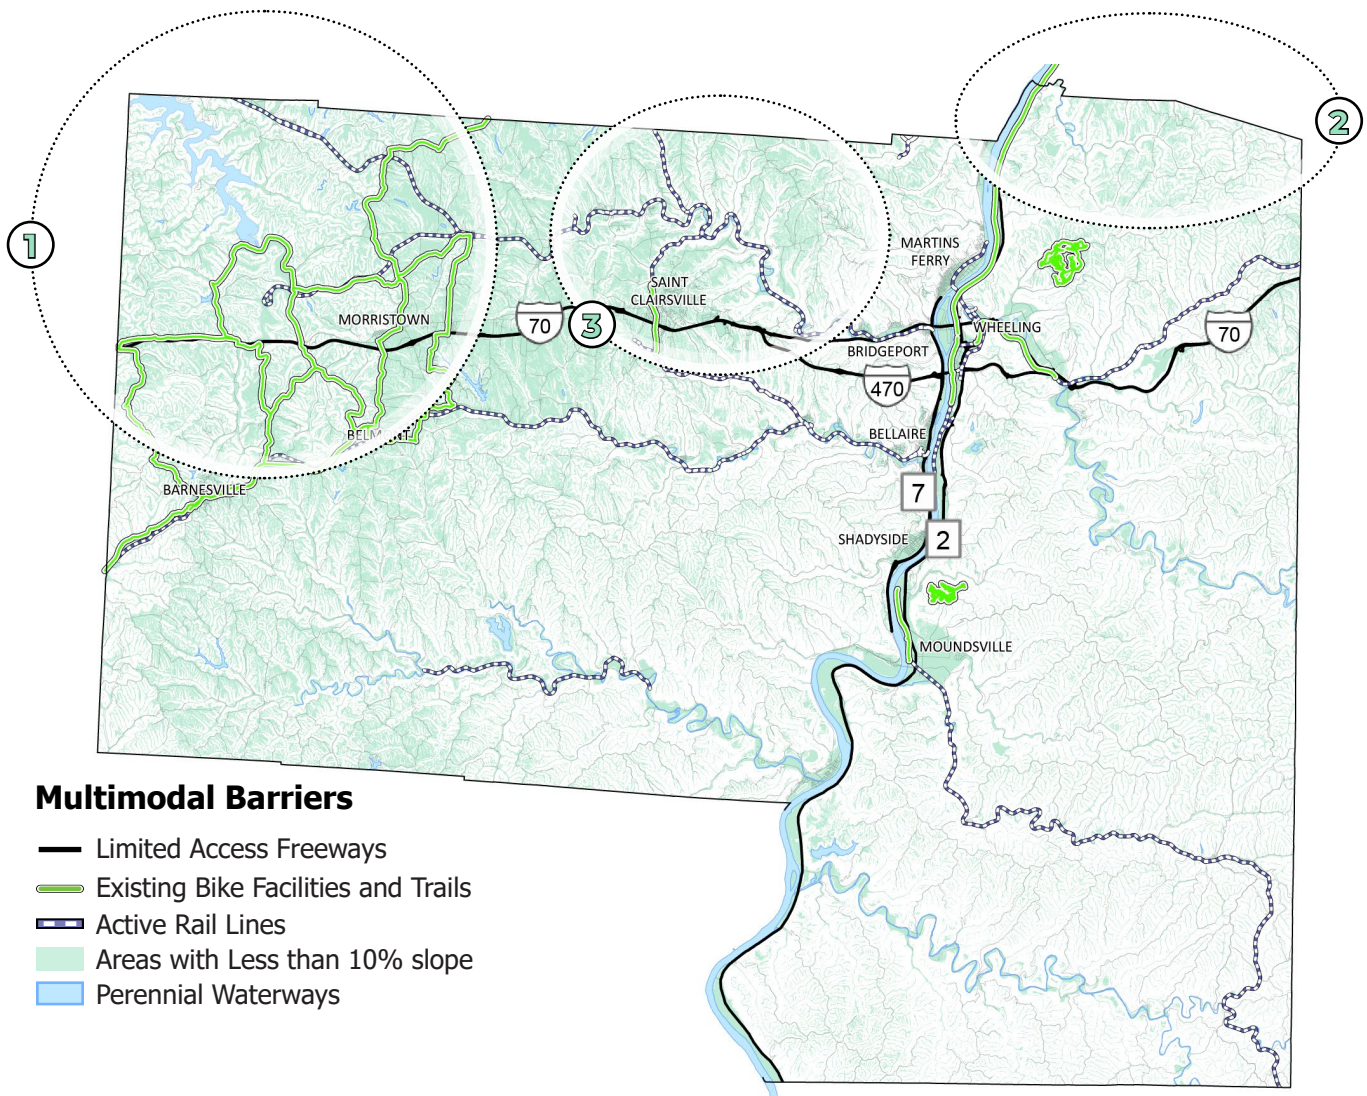 2
1
MARTINS
FERRY
SAINT
CLAIRSVILLE
MORRISTOWN
70
3
WHEELING
70
BRIDGEPORT
470
BELMONT
BELLAIRE
BARNESVILLE
7
SHADYSIDE
2
MOUNDSVILLE
Multimodal Barriers
Limited Access Freeways
Existing Bike Facilities and Trails
Active Rail Lines
Areas with Less than 10% slope
Perennial Waterways